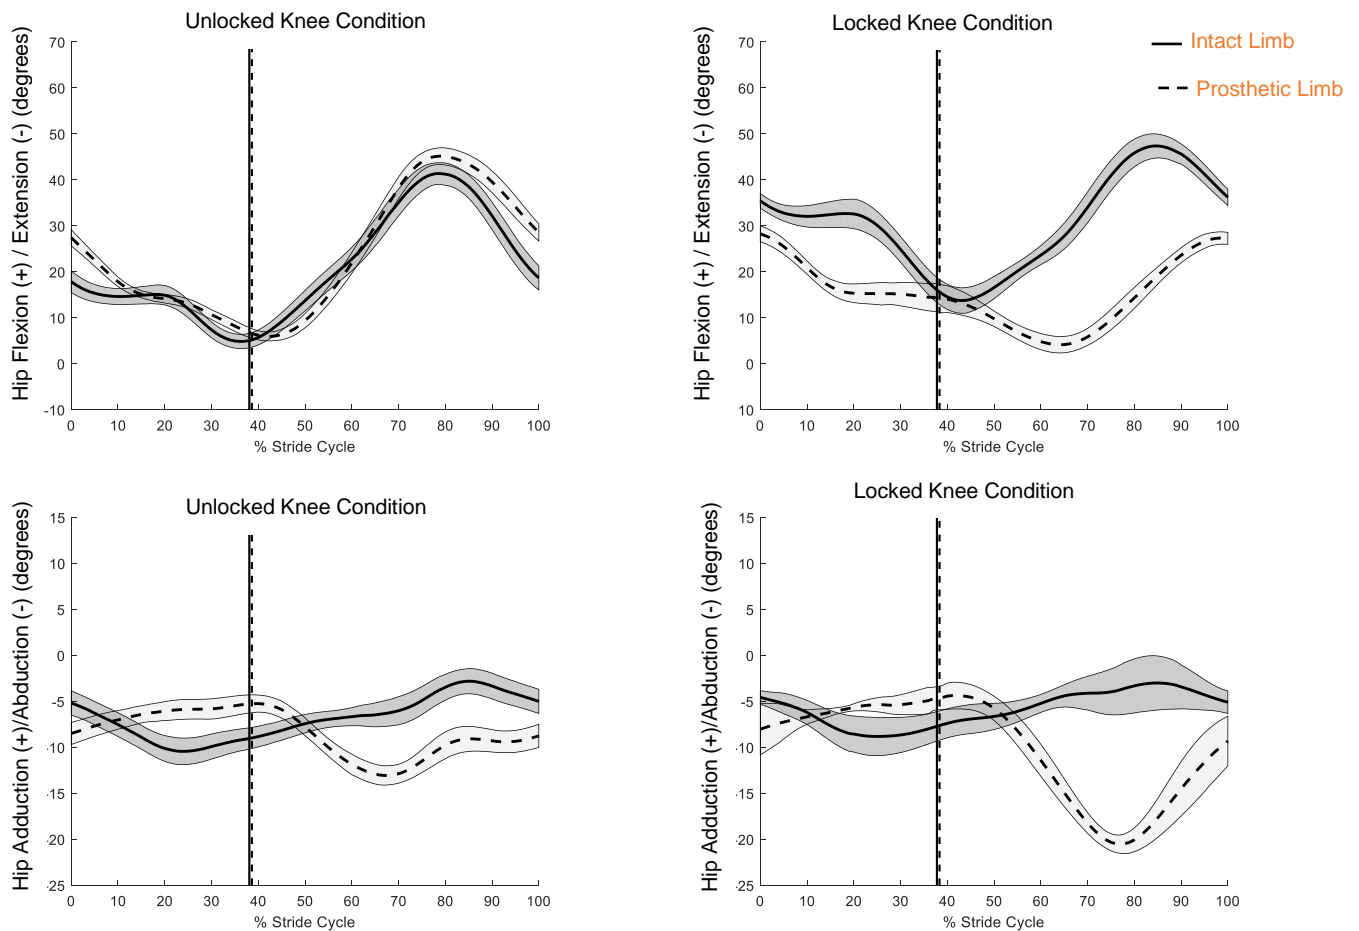 Unlocked Knee Condition
Hip Flexion (+) / Extension (-) (degrees)
70
60
50
40
30
20
10
0
-10
0 10 20 30 40 50 60 70 80 90 100
% Stride Cycle
Locked Knee Condition
Intact Limb
Prosthetic Limb
Hip Flexion (+) / Extension (-) (degrees)
70
60
50
40
30
20
10
0
10
0 10 20 30 40 50 60 70 80 90 100
% Stride Cycle
Unlocked Knee Condition
Hip Adduction (+)/Abduction (-) (degrees)
15
10
5
0
-5
-10
-15
-20
-25
0 10 20 30 40 50 60 70 80 90 100
% Stride Cycle
Locked Knee Condition
Hip Adduction (+)/Abduction (-) (degrees)
15
10
5
0
-5
-10
-15
-20
-25
0 10 20 30 40 50 60 70 80 90 100
% Stride Cycle